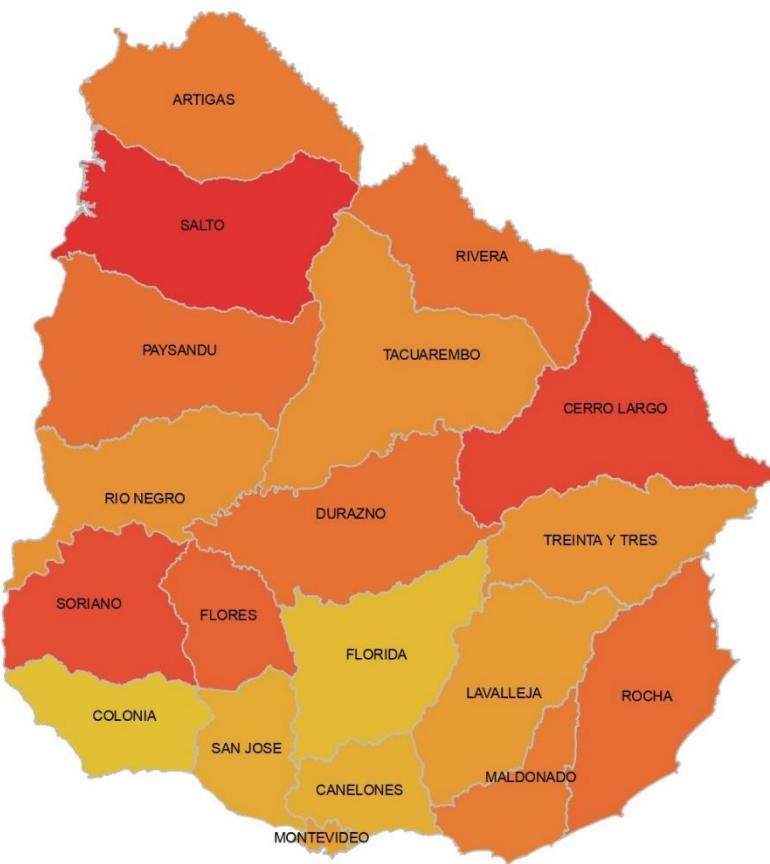 ARTIGAS
SALTO
RIVERA
PAYSANDU
TACUAREMBO
CERRO LARGO
RIO NEGRO
DURAZNO
TREINTA Y TRES
SORIANO
FLORES
FLORIDA
LAVALLEJA
ROCHA
COLONIA
SAN JOSE
MALDONADO
CANELONES
MONTEVIDEO